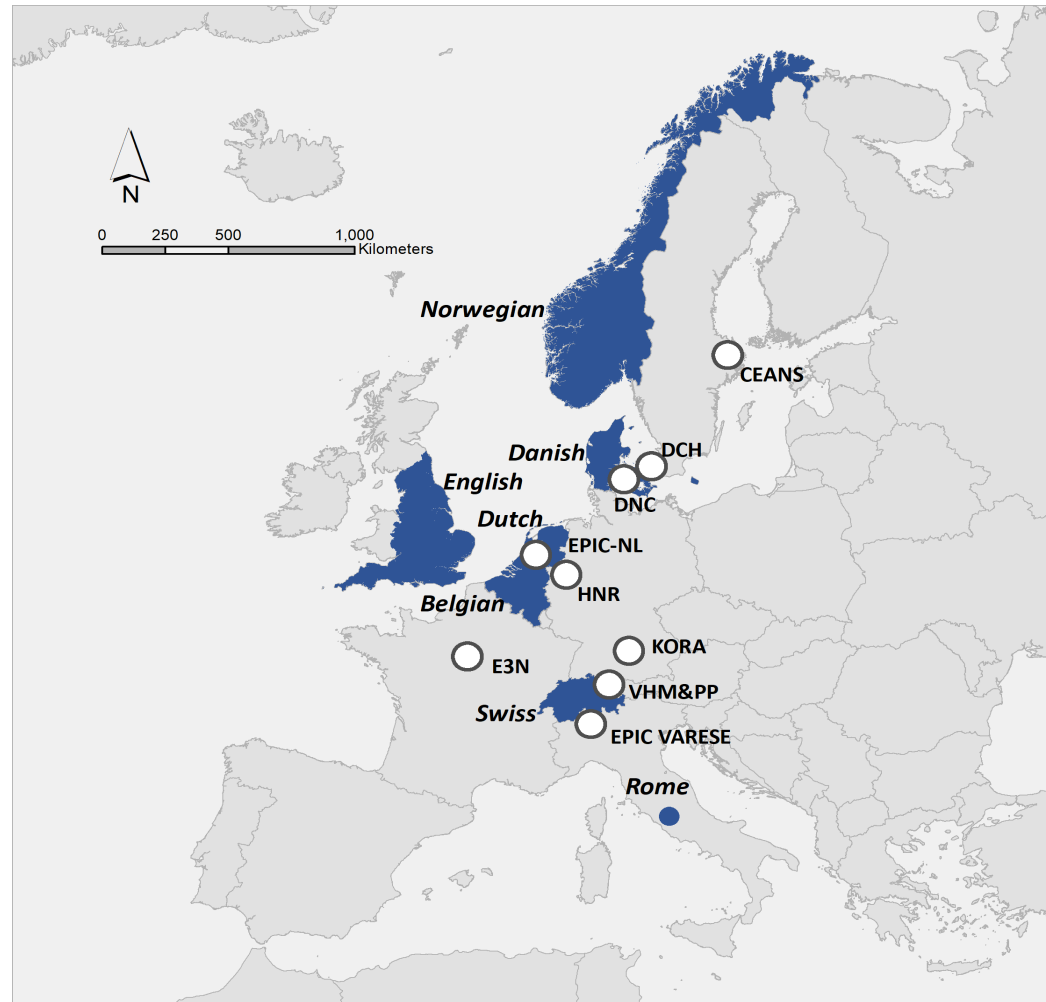 N
0 250 500 1,000
Kilometers
Norwegian
CEANS
Danish
DCH
English
DNC
Dutch
EPIC-NL
HNR
Belgian
KORA
E3N
VHM&PP
Swiss
EPIC VARESE
Rome